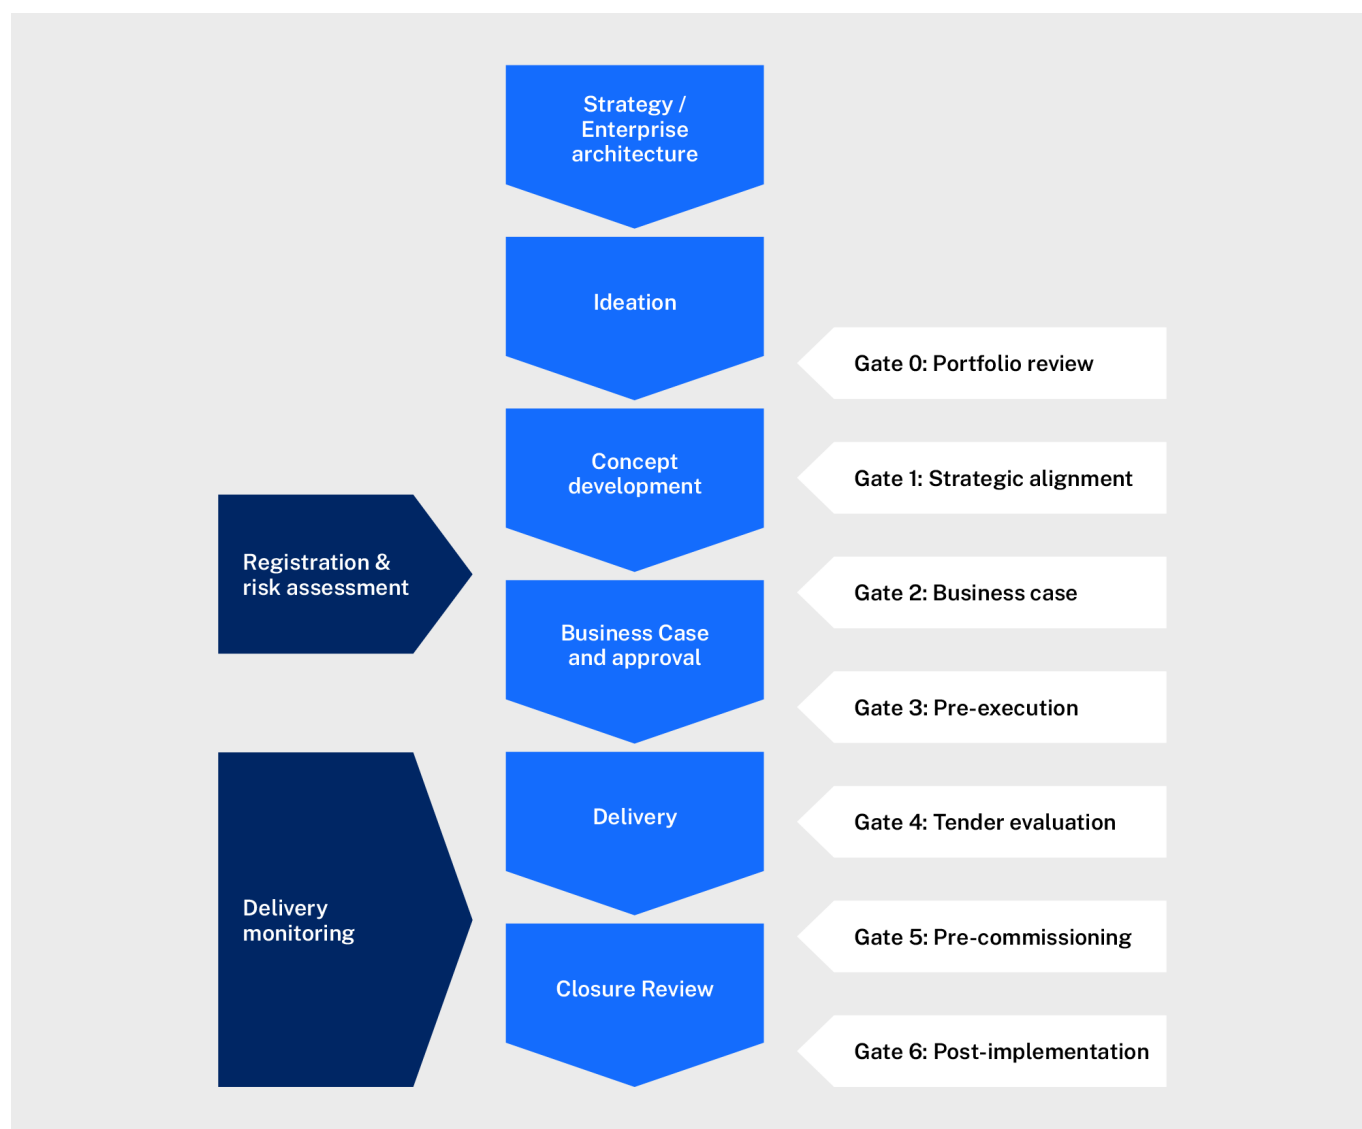 Strategy /
Enterprise
architecture
Ideation
Gate 0: Portfolio review
Concept
development
Gate 1: Strategic alignment
Registration &
risk assessment
Gate 2: Business case
Business Case
and approval
Gate 3: Pre-execution
Delivery
Gate 4: Tender evaluation
Delivery
monitoring
Gate 5: Pre-commissioning
Closure Review
Gate 6: Post-implementation